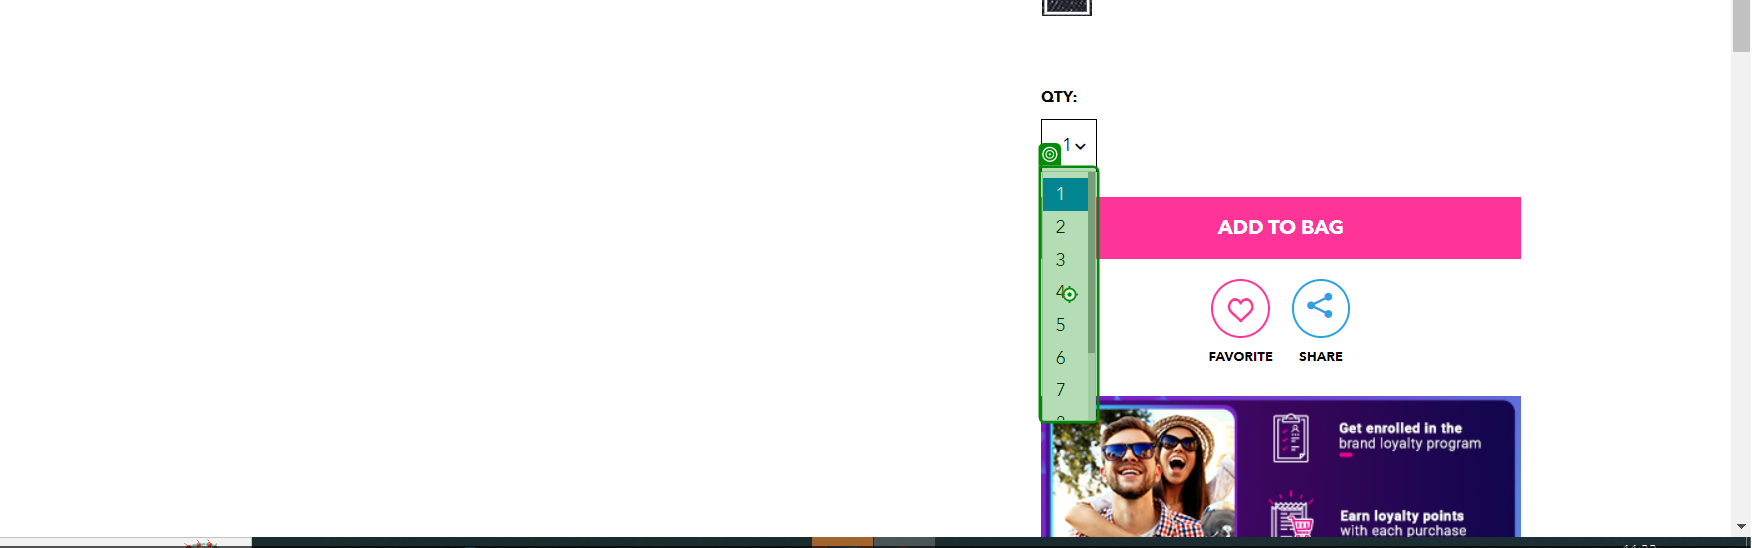 QTY:
1
1
2
3
4
5
6
7
ADD TO BAG
FAVORITE
SHARE
Get enrolled in the
brand loyalty program
Earn loyalty points
with each purchase